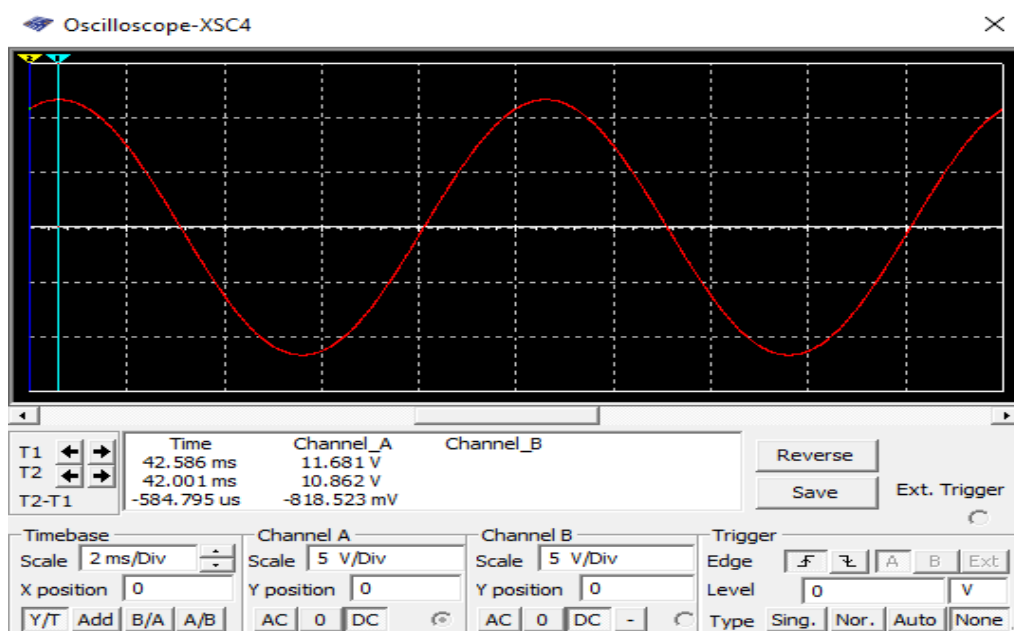 Oscilloscope-XSC4
2 1
T1
T2
T2-T1
Time Channel_A Channel_B
42.586 ms 11.681 V
42.001 ms 10.862 V
-584.795 us -818.523 mV
Reverse
Save
Ext. Trigger
Timebase
Scale 2 ms/Div
X position 0
Y/T Add B/A A/B
Channel A
Scale 5 V/Div
Y position 0
AC 0 DC
Channel B
Scale 5 V/Div
Y position 0
AC 0 DC -
Trigger
Edge A B Ext
Level 0 V
Type Sing. Nor. Auto None